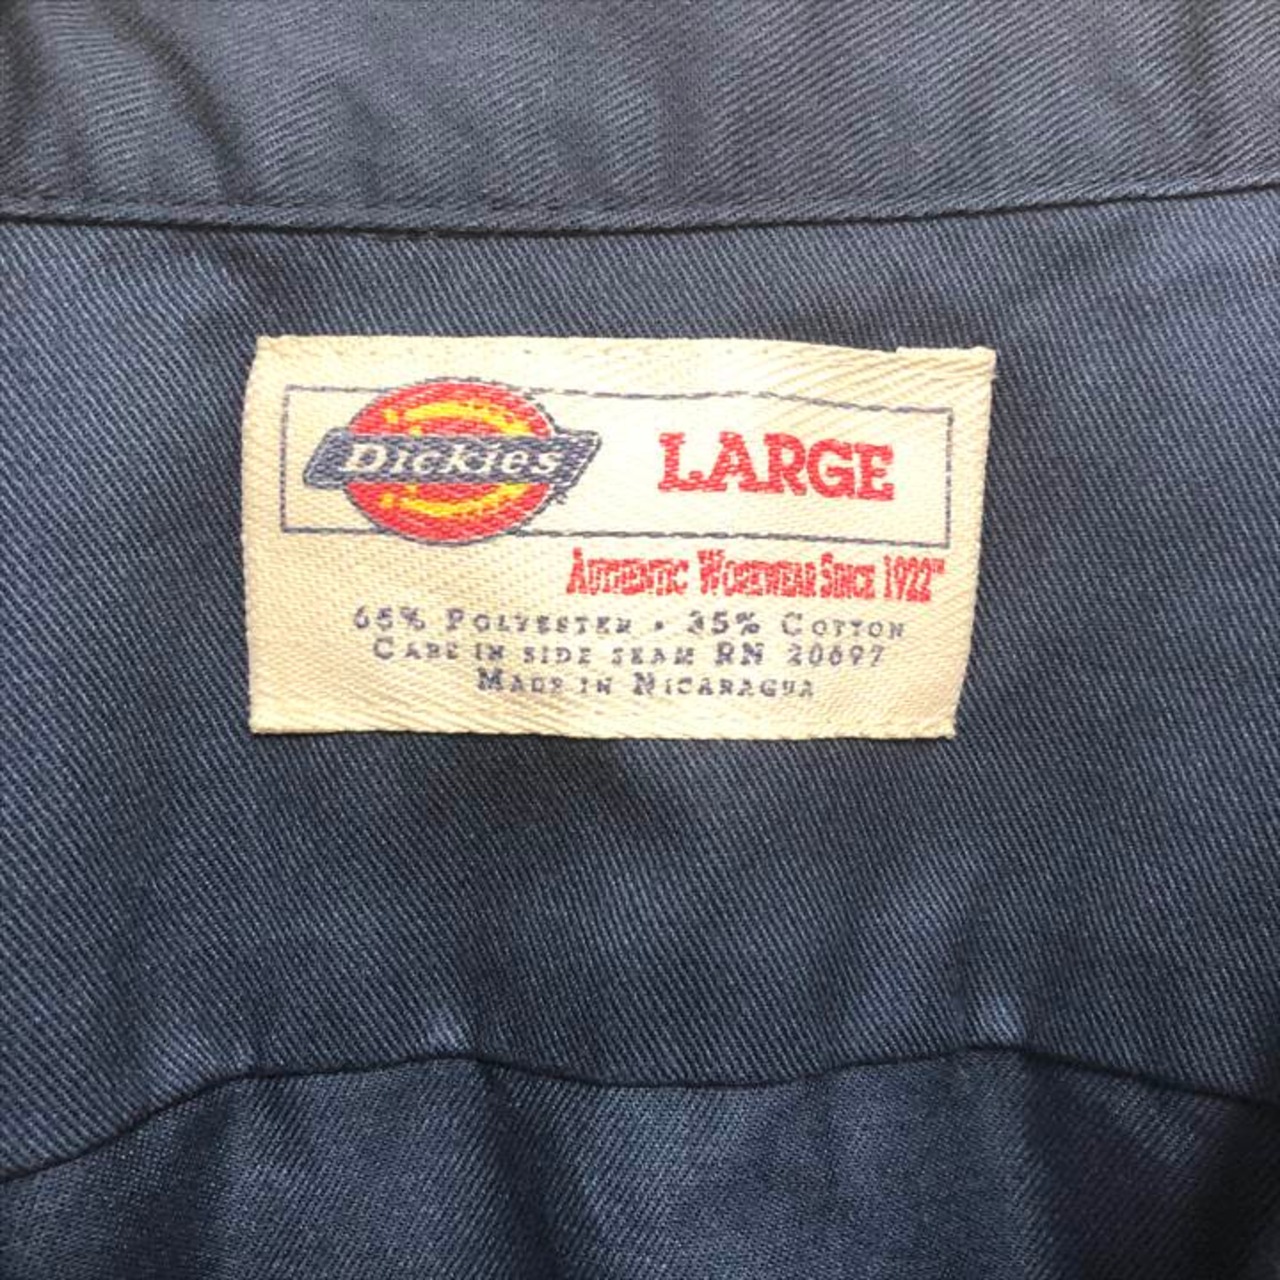 Dickies LARGE
AUTHENTIC WORKWEAR SINCE 1922™
65% POLYESTER • 35% COTTON
CARE IN SIDE SEAM RN 20697
MADE IN NICARAGUA